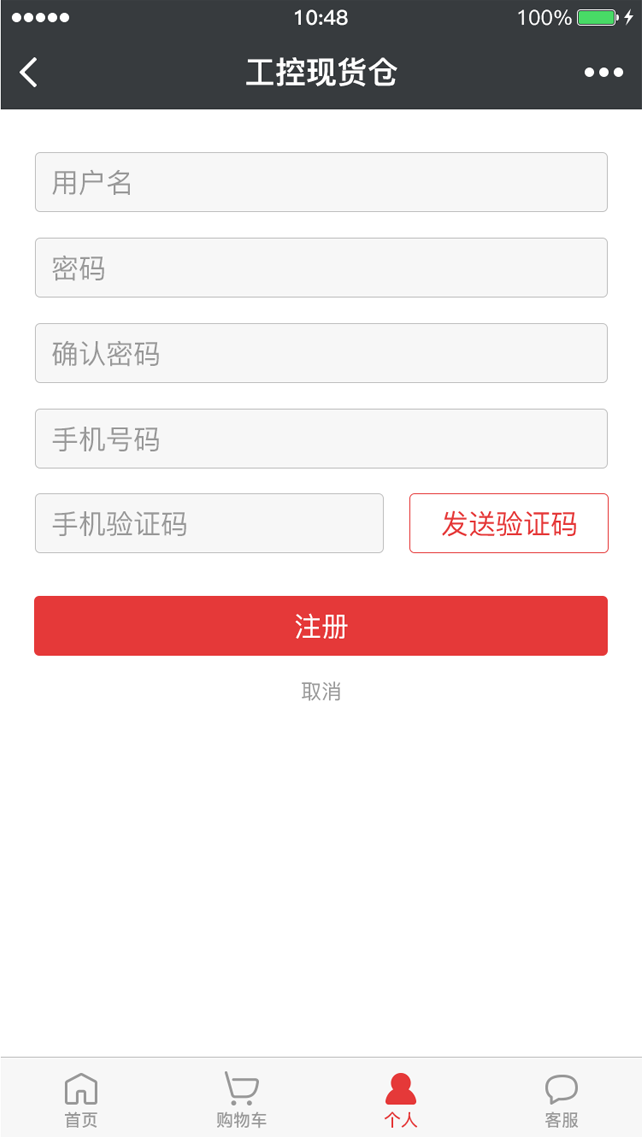 10:48
100%
工控现货仓
用户名
密码
确认密码
手机号码
手机验证码
发送验证码
注册
取消
首页
购物车
个人
客服